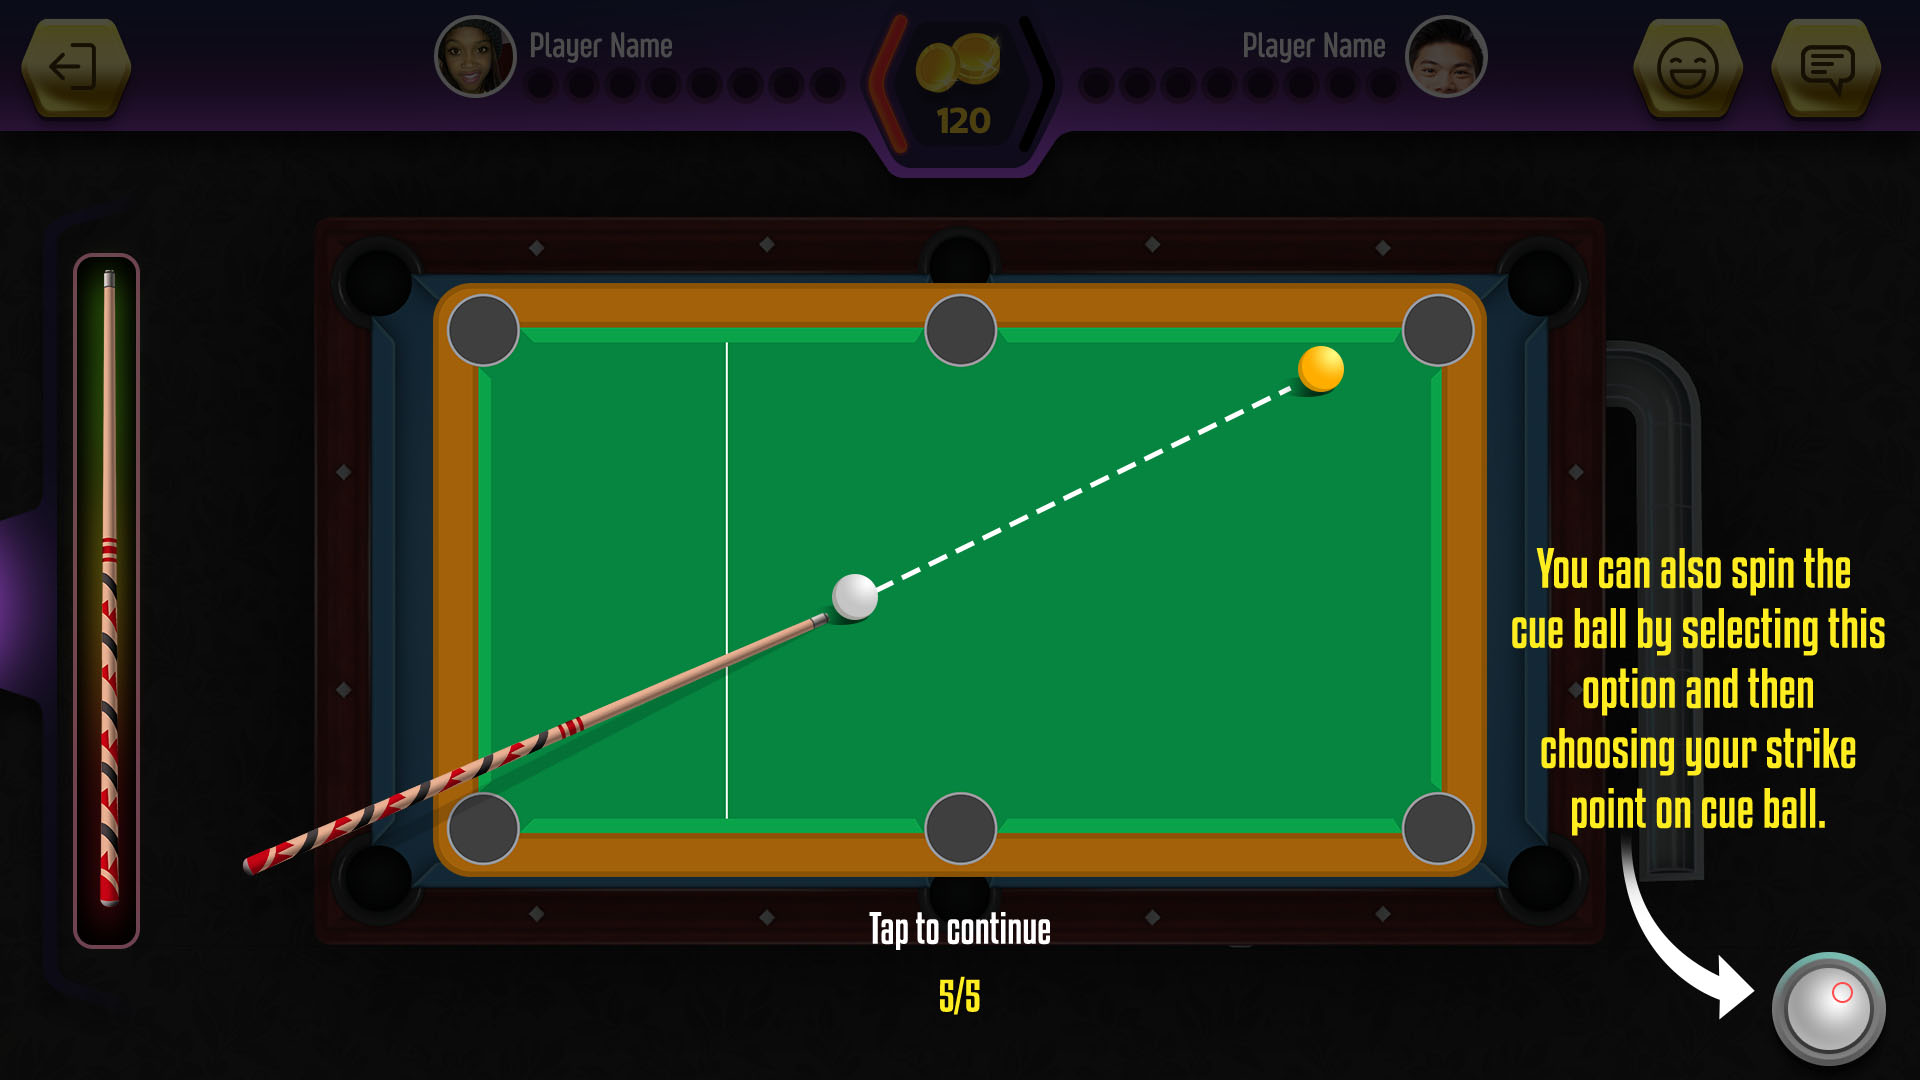 Player Name
120
Player Name
You can also spin the
cue ball by selecting this
option and then
choosing your strike
point on cue ball.
Tap to continue
5/5